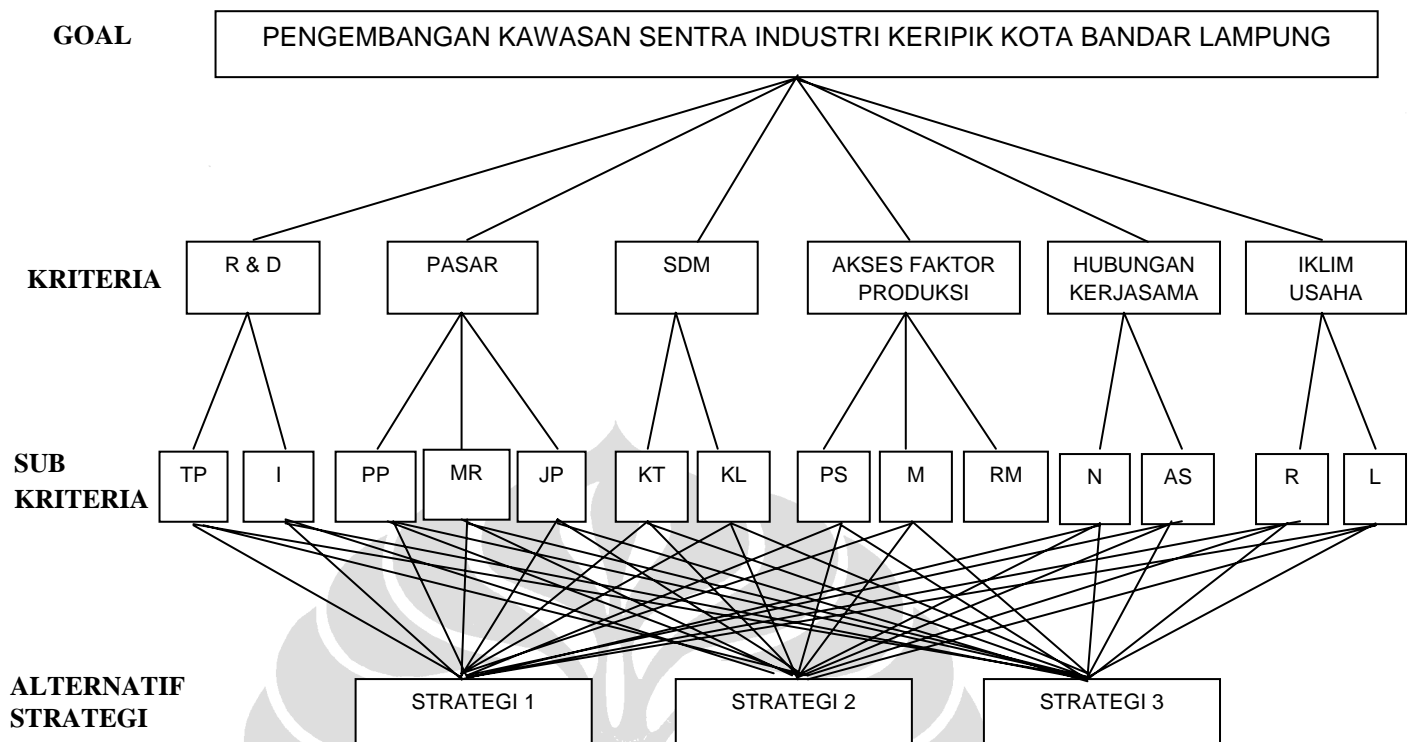 GOAL
PENGEMBANGAN KAWASAN SENTRA INDUSTRI KERIPIK KOTA BANDAR LAMPUNG
KRITERIA
R & D
PASAR
SDM
AKSES FAKTOR
PRODUKSI
HUBUNGAN
KERJASAMA
IKLIM
USAHA
SUB
KRITERIA
TP
I
PP
MR
JP
KT
KL
PS
M
RM
N
AS
R
L
ALTERNATIF
STRATEGI
STRATEGI 1
STRATEGI 2
STRATEGI 3